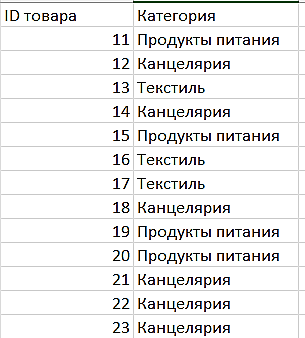 ID товара Категория
11 Продукты питания
12 Канцелярия
13 Текстиль
14 Канцелярия
15 Продукты питания
16 Текстиль
17 Текстиль
18 Канцелярия
19 Продукты питания
20 Продукты питания
21 Канцелярия
22 Канцелярия
23 Канцелярия